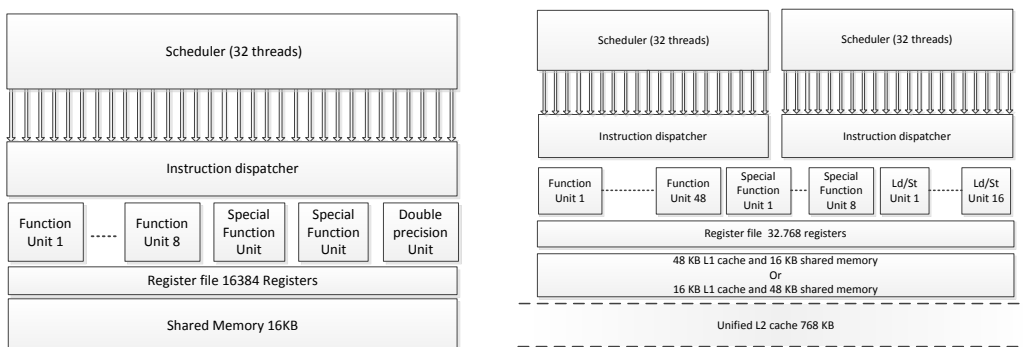 Scheduler (32 threads)
Instruction dispatcher
Function
Unit 1
Function
Unit 8
Special
Function
Unit
Special
Function
Unit
Double
precision
Unit
Register file 16384 Registers
Shared Memory 16KB
Scheduler (32 threads)
Scheduler (32 threads)
Instruction dispatcher
Instruction dispatcher
Function
Unit 1
Function
Unit 48
Special
Function
Unit 1
Special
Function
Unit 8
Ld/St
Unit 1
Ld/St
Unit 16
Register file 32.768 registers
48 KB L1 cache and 16 KB shared memory
Or
16 KB L1 cache and 48 KB shared memory
Unified L2 cache 768 KB